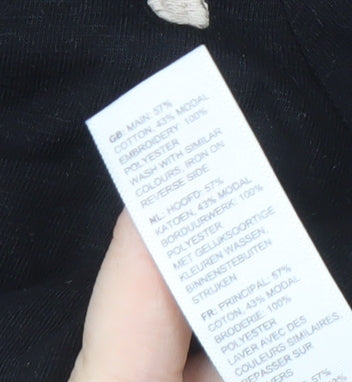 GB: MAIN: 57%
COTTON, 43% MODAL
EMBROIDERY: 100%
POLYESTER
WASH WITH SIMILAR
COLOURS, IRON ON
REVERSE SIDE
NL: HOOFD: 57%
KATOEN, 43% MODAL
BORDUURWERK: 100%
POLYESTER
MET GELIJKSOORTIGE
KLEUREN WASSEN,
BINNENSTEBUITEN
STRIJKEN
FR: PRINCIPAL: 57%
COTON, 43% MODAL
BRODERIE: 100%
POLYESTER
LAVER AVEC DES
COULEURS SIMILAIRES,
REPASSER SUR
57%